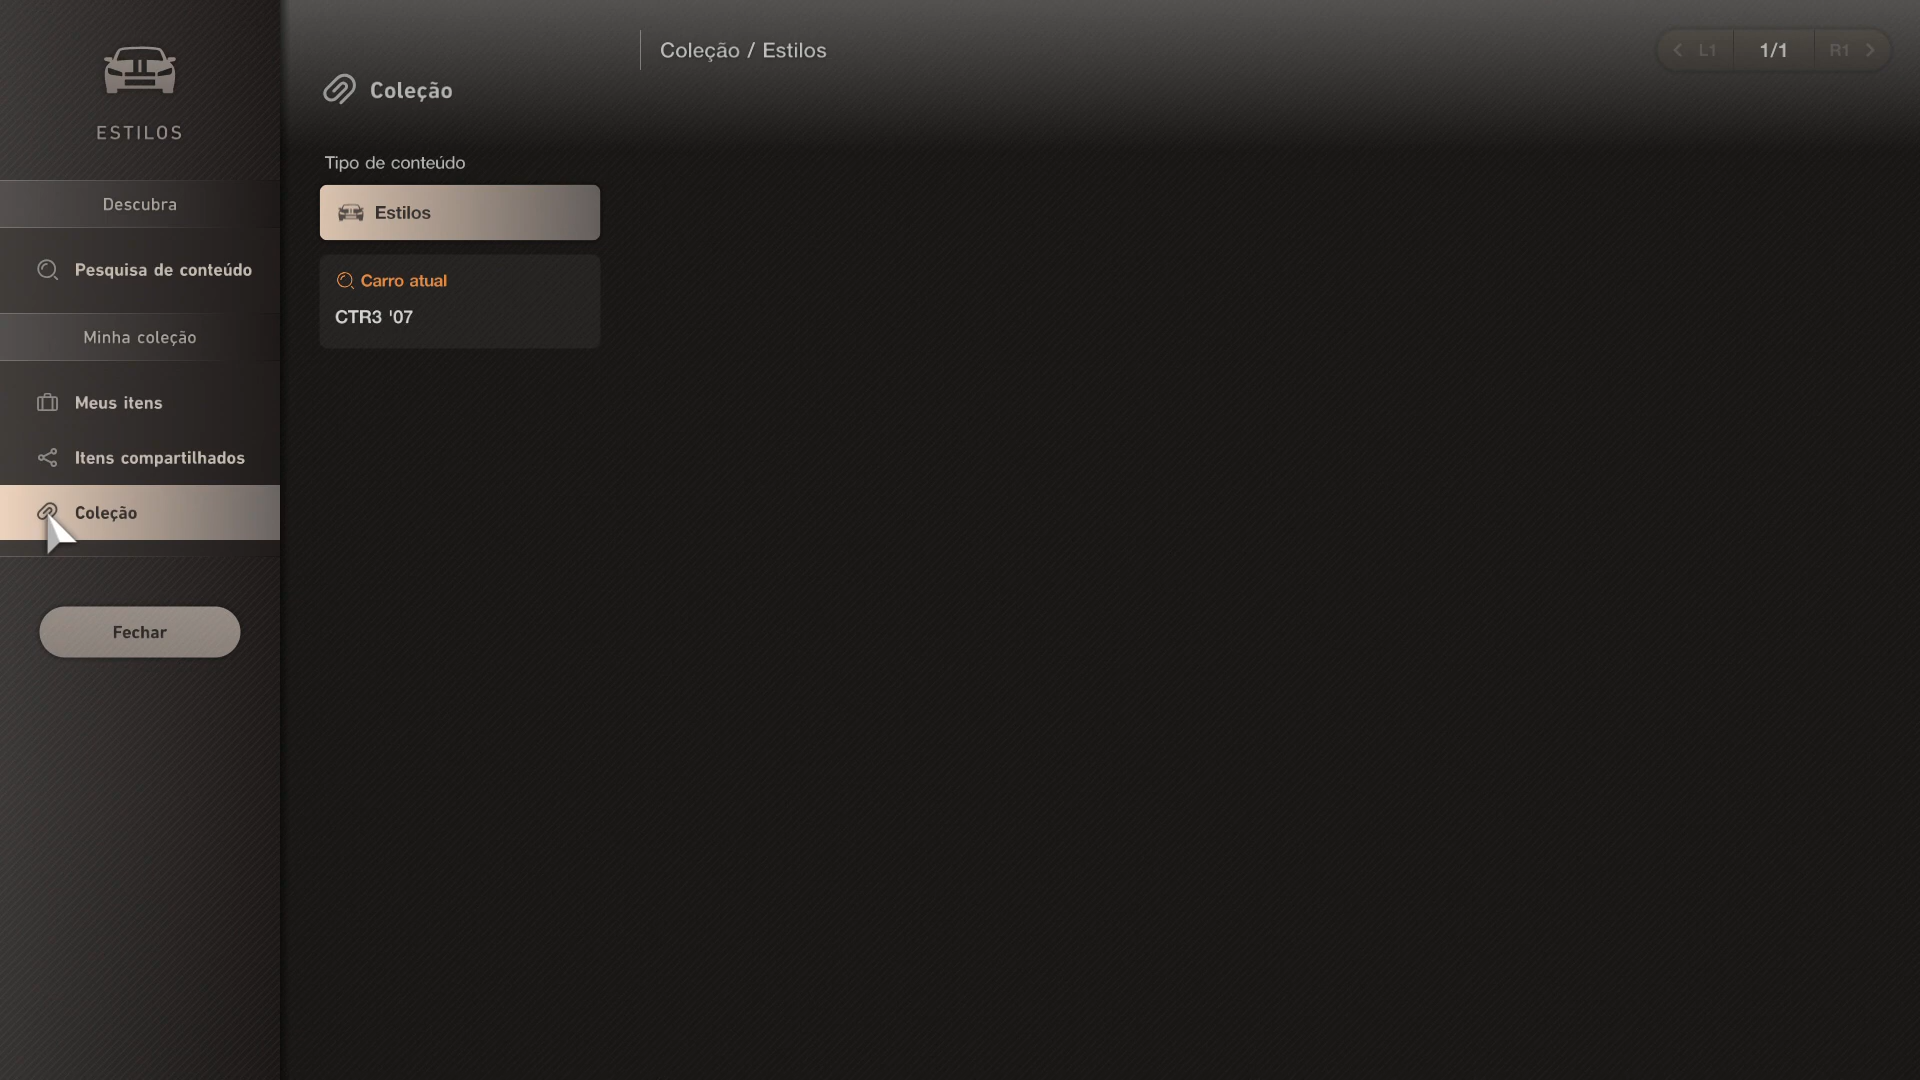 ESTILOS
Descubra
Pesquisa de conteúdo
Minha coleção
Meus itens
Itens compartilhados
Coleção
Fechar
Coleção
Coleção / Estilos
L1
1/1
R1
Tipo de conteúdo
Estilos
Carro atual
CTR3 '07